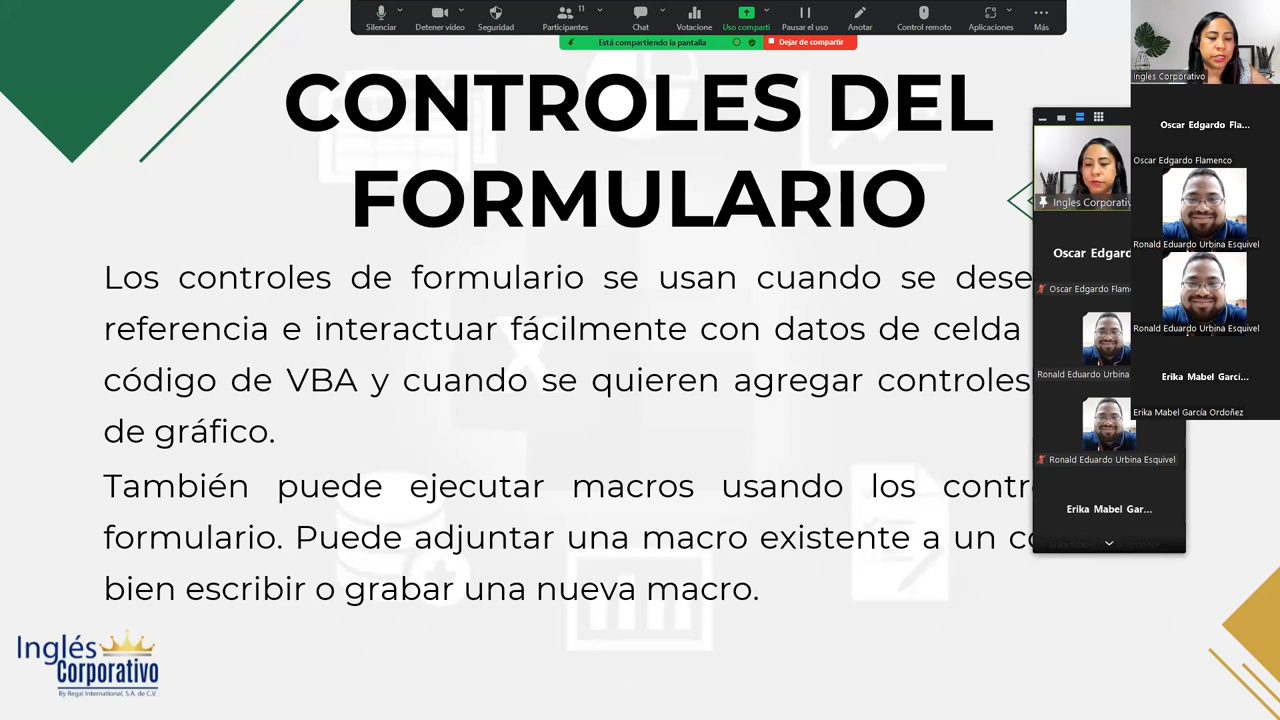 Silenciar
Detener video
Seguridad
11
Participantes
Chat
Votacione
Uso comparti
Pausar el uso
Anotar
Control remoto
Aplicaciones
Más
Está compartiendo la pantalla
Dejar de compartir
CONTROLES DEL
FORMULARIO
Los controles de formulario se usan cuando se dese
referencia e interactuar fácilmente con datos de celda
código de VBA y cuando se quieren agregar controles
de gráfico.
También puede ejecutar macros usando los contr
formulario. Puede adjuntar una macro existente a un co
bien escribir o grabar una nueva macro.
Inglés
Corporativo
By Regal International, S.A. de C.V.
Ingles Corporativ
Oscar Edgard
Oscar Edgardo Flame
Ronald Eduardo Urbina
Ronald Eduardo Urbina Esquivel
Erika Mabel Gar...
Ingles Corporativo
Oscar Edgardo Fla...
Oscar Edgardo Flamenco
Ronald Eduardo Urbina Esquivel
Ronald Eduardo Urbina Esquivel
Erika Mabel Garcí...
Erika Mabel García Ordoñez